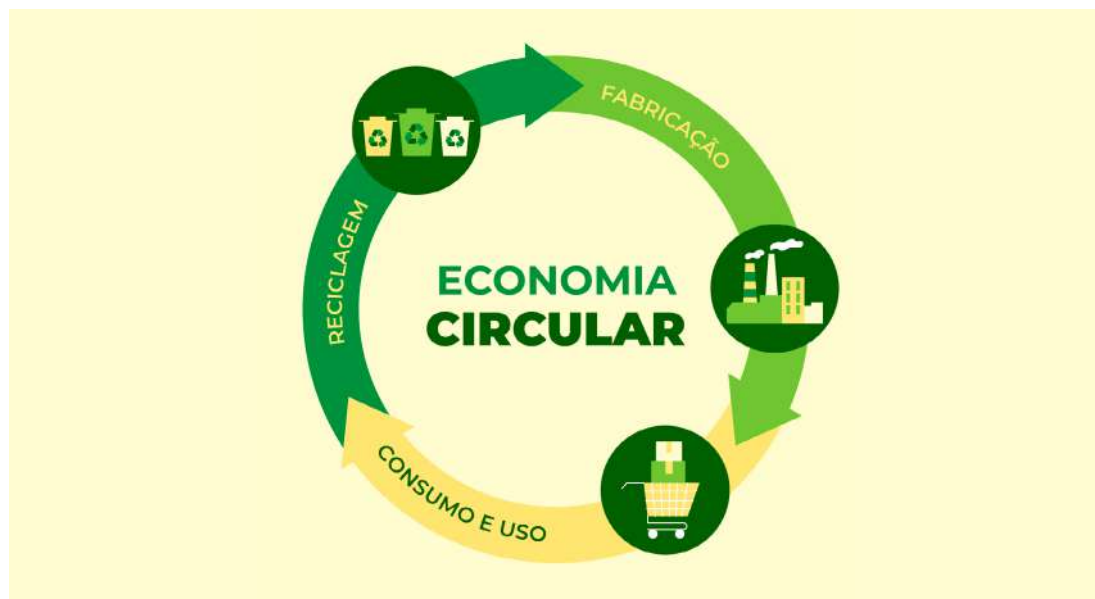 FABRICAÇÃO
RECICLAGEM
ECONOMIA
CIRCULAR
CONSUMO E USO